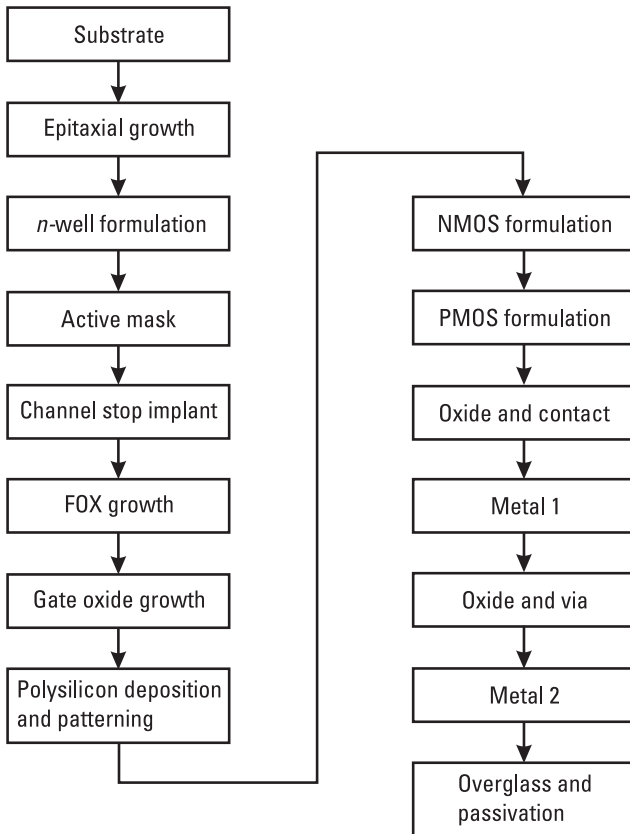 Substrate
Epitaxial growth
n-well formulation
Active mask
Channel stop implant
FOX growth
Gate oxide growth
Polysilicon deposition
and patterning
NMOS formulation
PMOS formulation
Oxide and contact
Metal 1
Oxide and via
Metal 2
Overglass and
passivation